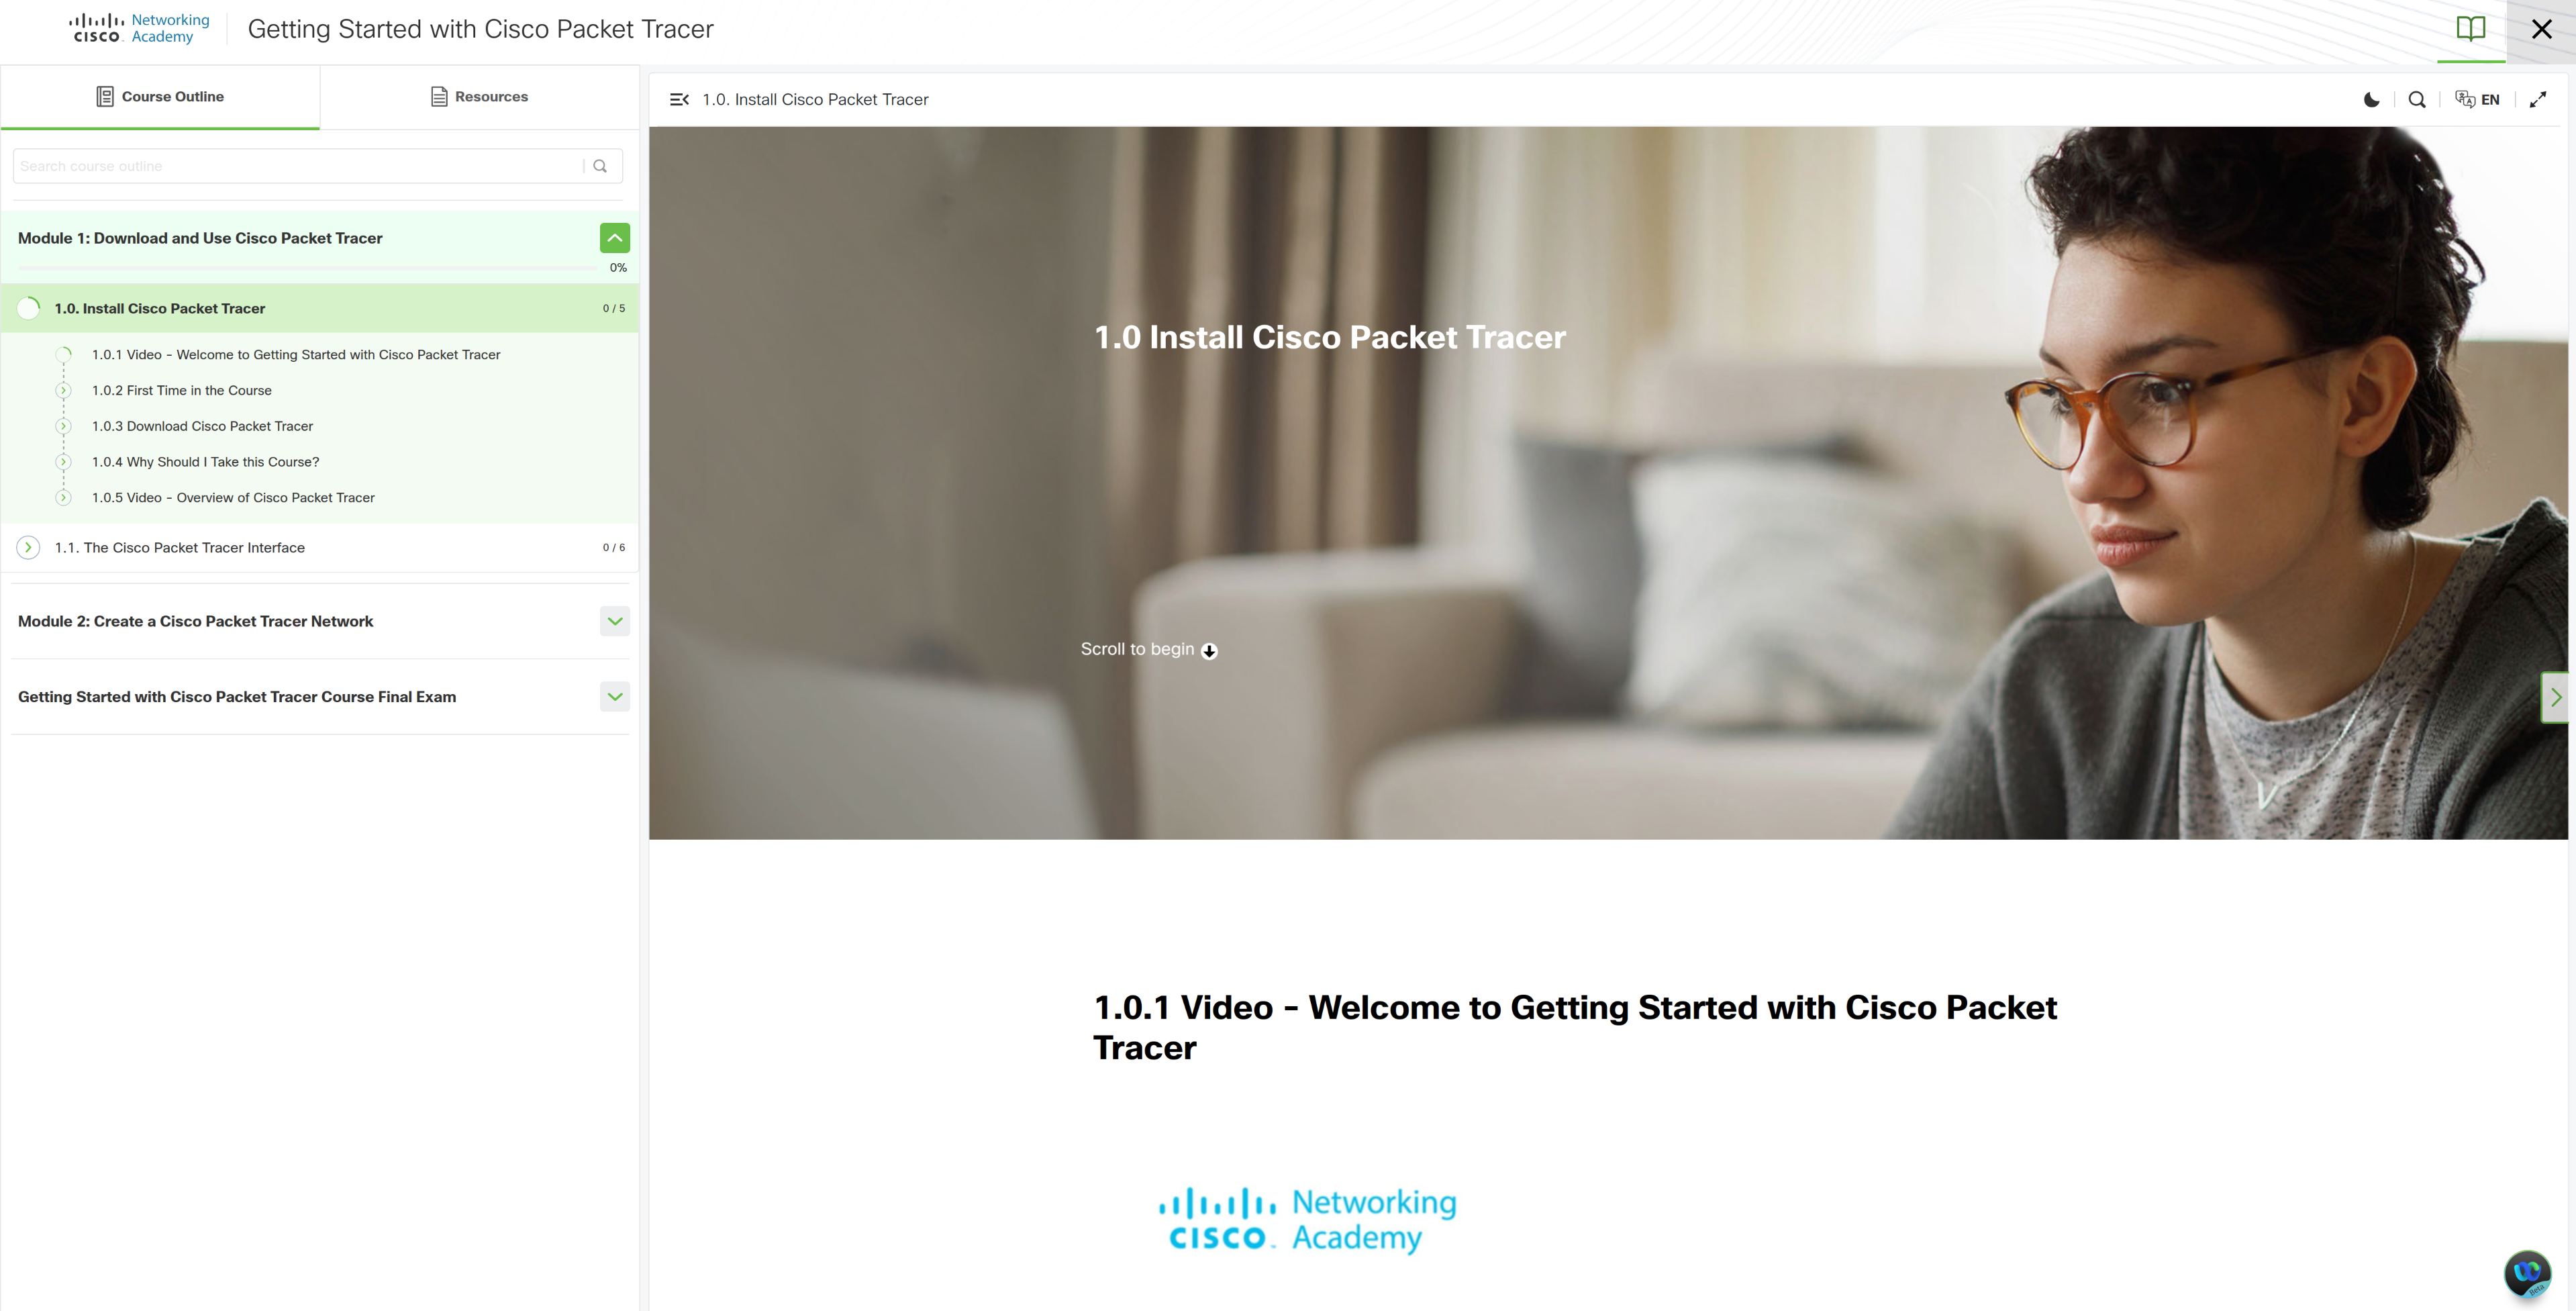 Networking
Academy
CISCO
Getting Started with Cisco Packet Tracer
Course Outline
Resources
Search course outline
Module 1: Download and Use Cisco Packet Tracer
0%
1.0. Install Cisco Packet Tracer
0 / 5
1.0.1 Video - Welcome to Getting Started with Cisco Packet Tracer
1.0.2 First Time in the Course
1.0.3 Download Cisco Packet Tracer
1.0.4 Why Should I Take this Course?
1.0.5 Video - Overview of Cisco Packet Tracer
1.1. The Cisco Packet Tracer Interface
0 / 6
Module 2: Create a Cisco Packet Tracer Network
Getting Started with Cisco Packet Tracer Course Final Exam
1.0. Install Cisco Packet Tracer
EN
1.0 Install Cisco Packet Tracer
Scroll to begin
1.0.1 Video - Welcome to Getting Started with Cisco Packet
Tracer
Networking
CISCO Academy
Beta